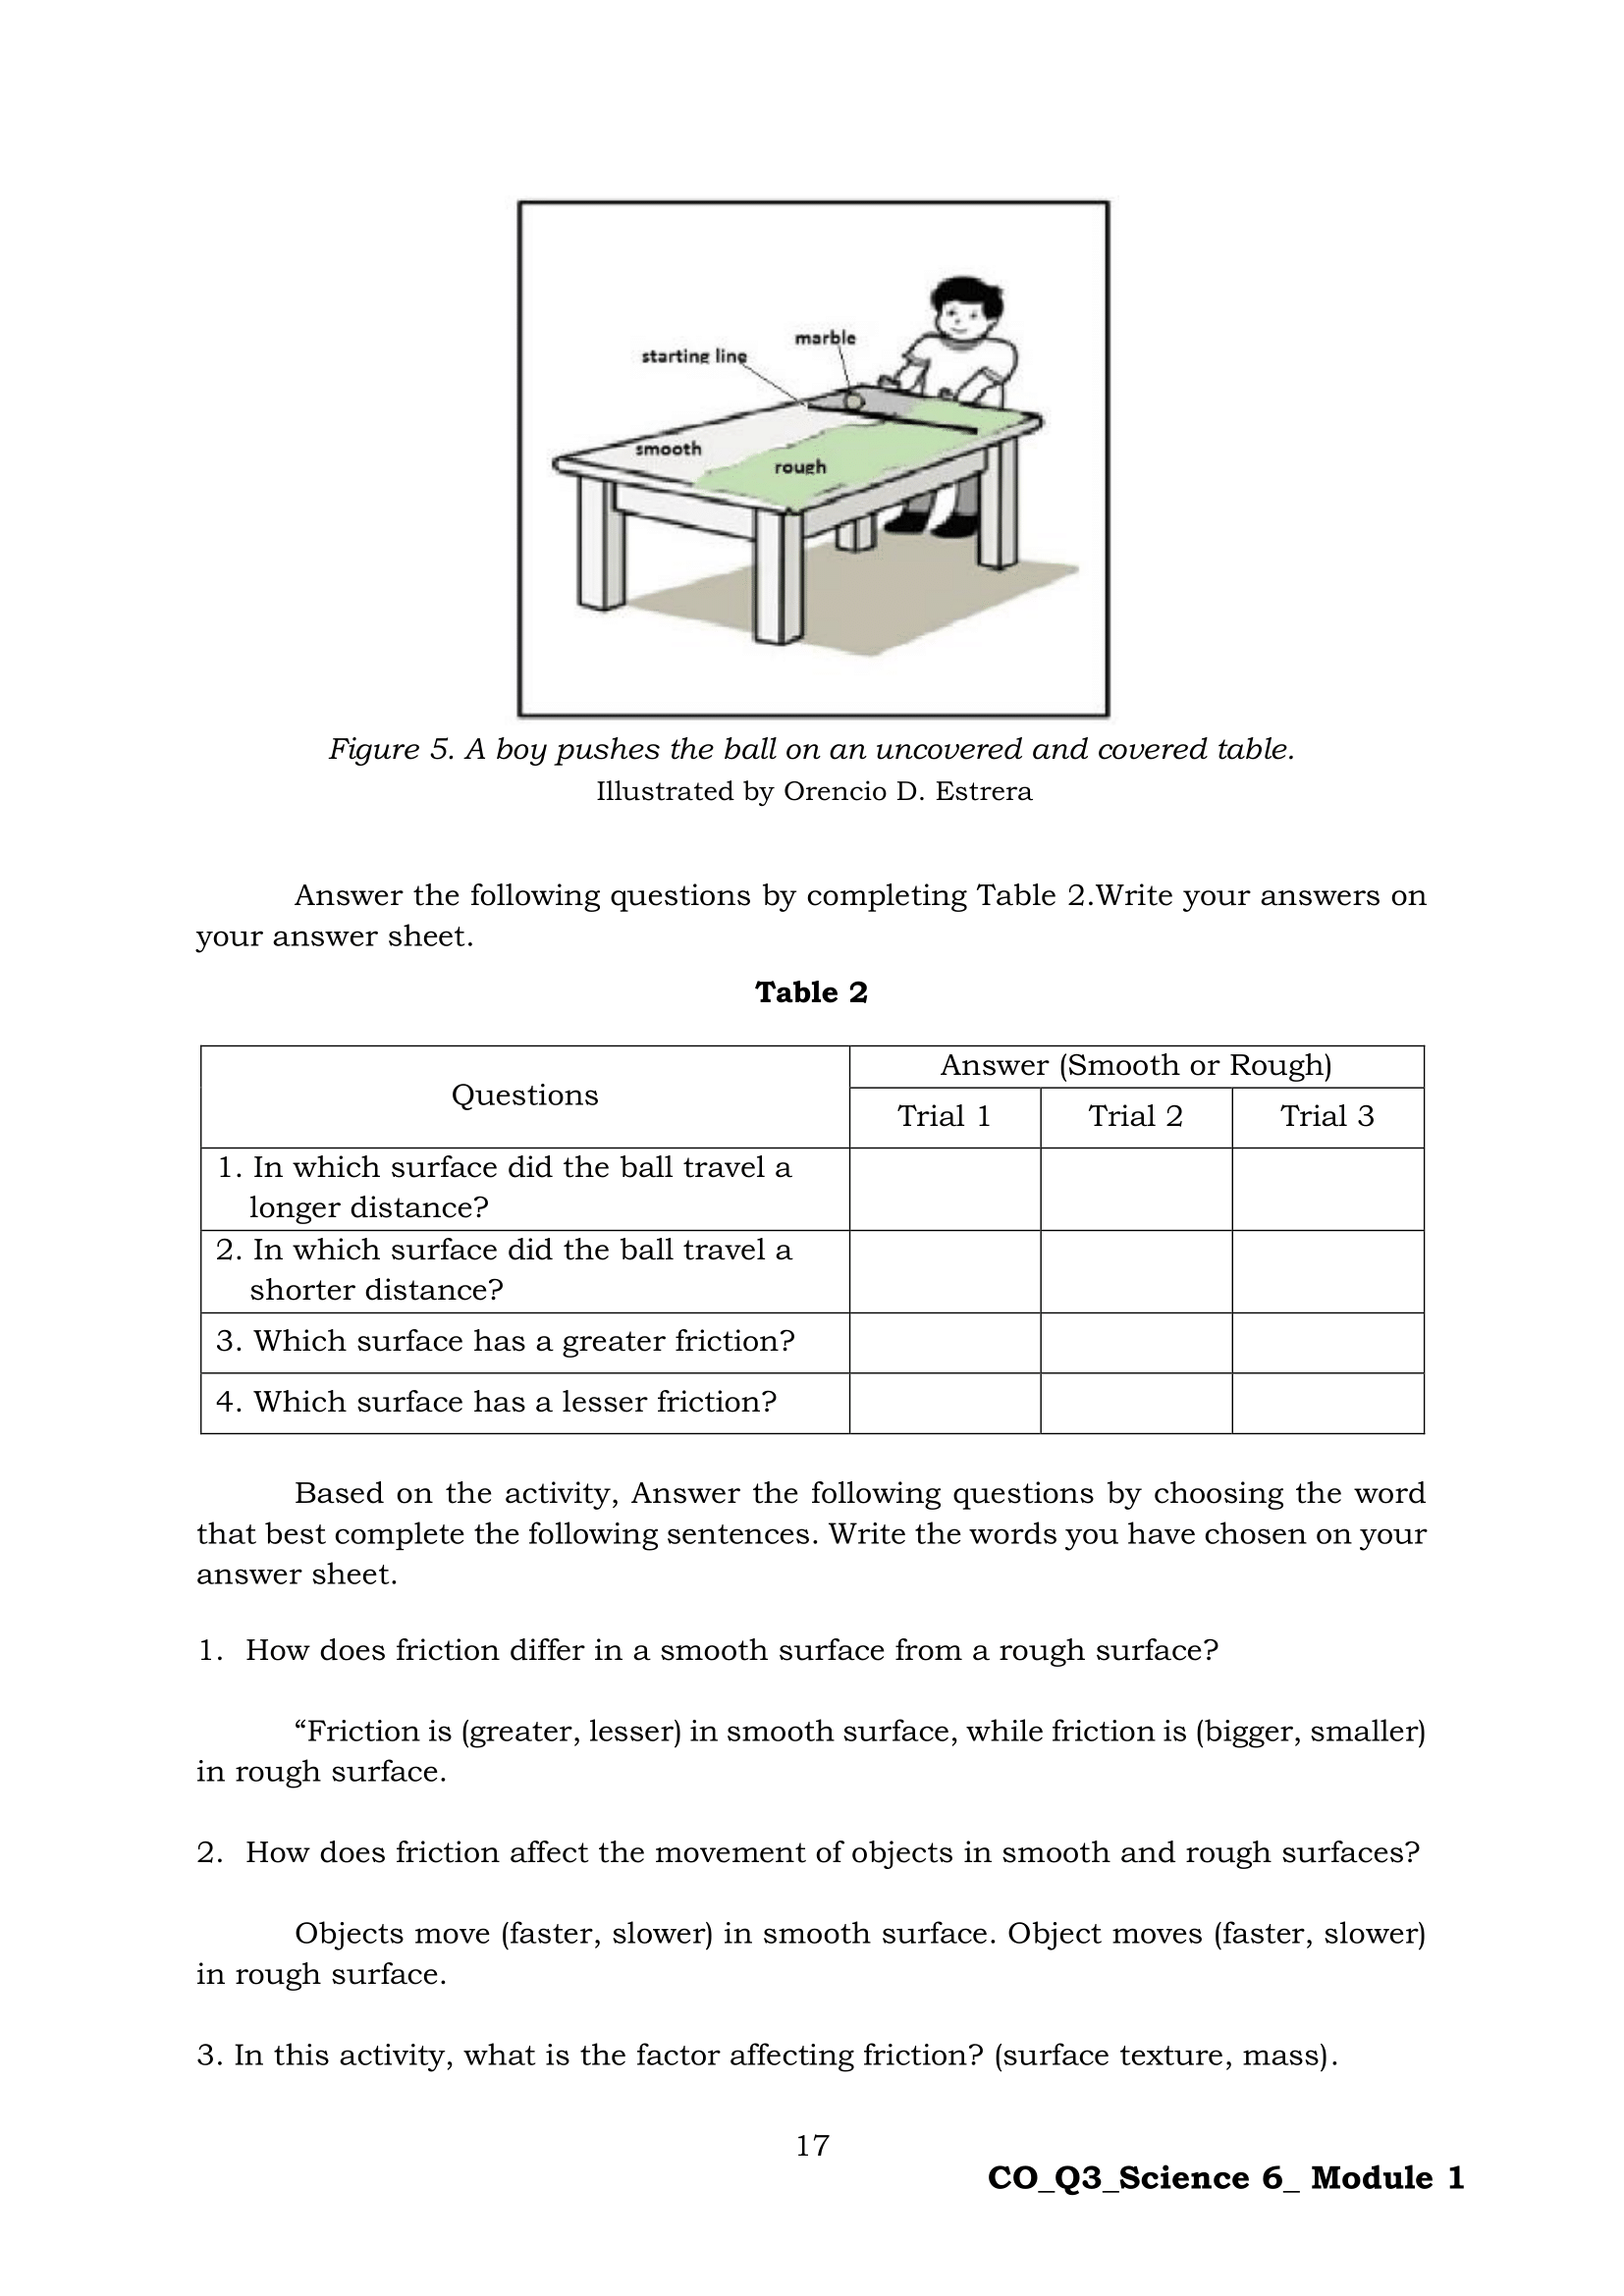 marble
starting line
smooth
rough
Figure 5. A boy pushes the ball on an uncovered and covered table.
Illustrated by Orencio D. Estrera
Answer the following questions by completing Table 2.Write your answers on
your answer sheet.
Table 2
Questions
Answer (Smooth or Rough)
Trial 1 Trial 2 Trial 3
1. In which surface did the ball travel a
longer distance?
2. In which surface did the ball travel a
shorter distance?
3. Which surface has a greater friction?
4. Which surface has a lesser friction?
Based on the activity, Answer the following questions by choosing the word
that best complete the following sentences. Write the words you have chosen on your
answer sheet.
1. How does friction differ in a smooth surface from a rough surface?
“Friction is (greater, lesser) in smooth surface, while friction is (bigger, smaller)
in rough surface.
2. How does friction affect the movement of objects in smooth and rough surfaces?
Objects move (faster, slower) in smooth surface. Object moves (faster, slower)
in rough surface.
3. In this activity, what is the factor affecting friction? (surface texture, mass).
17
CO_Q3_Science 6_ Module 1